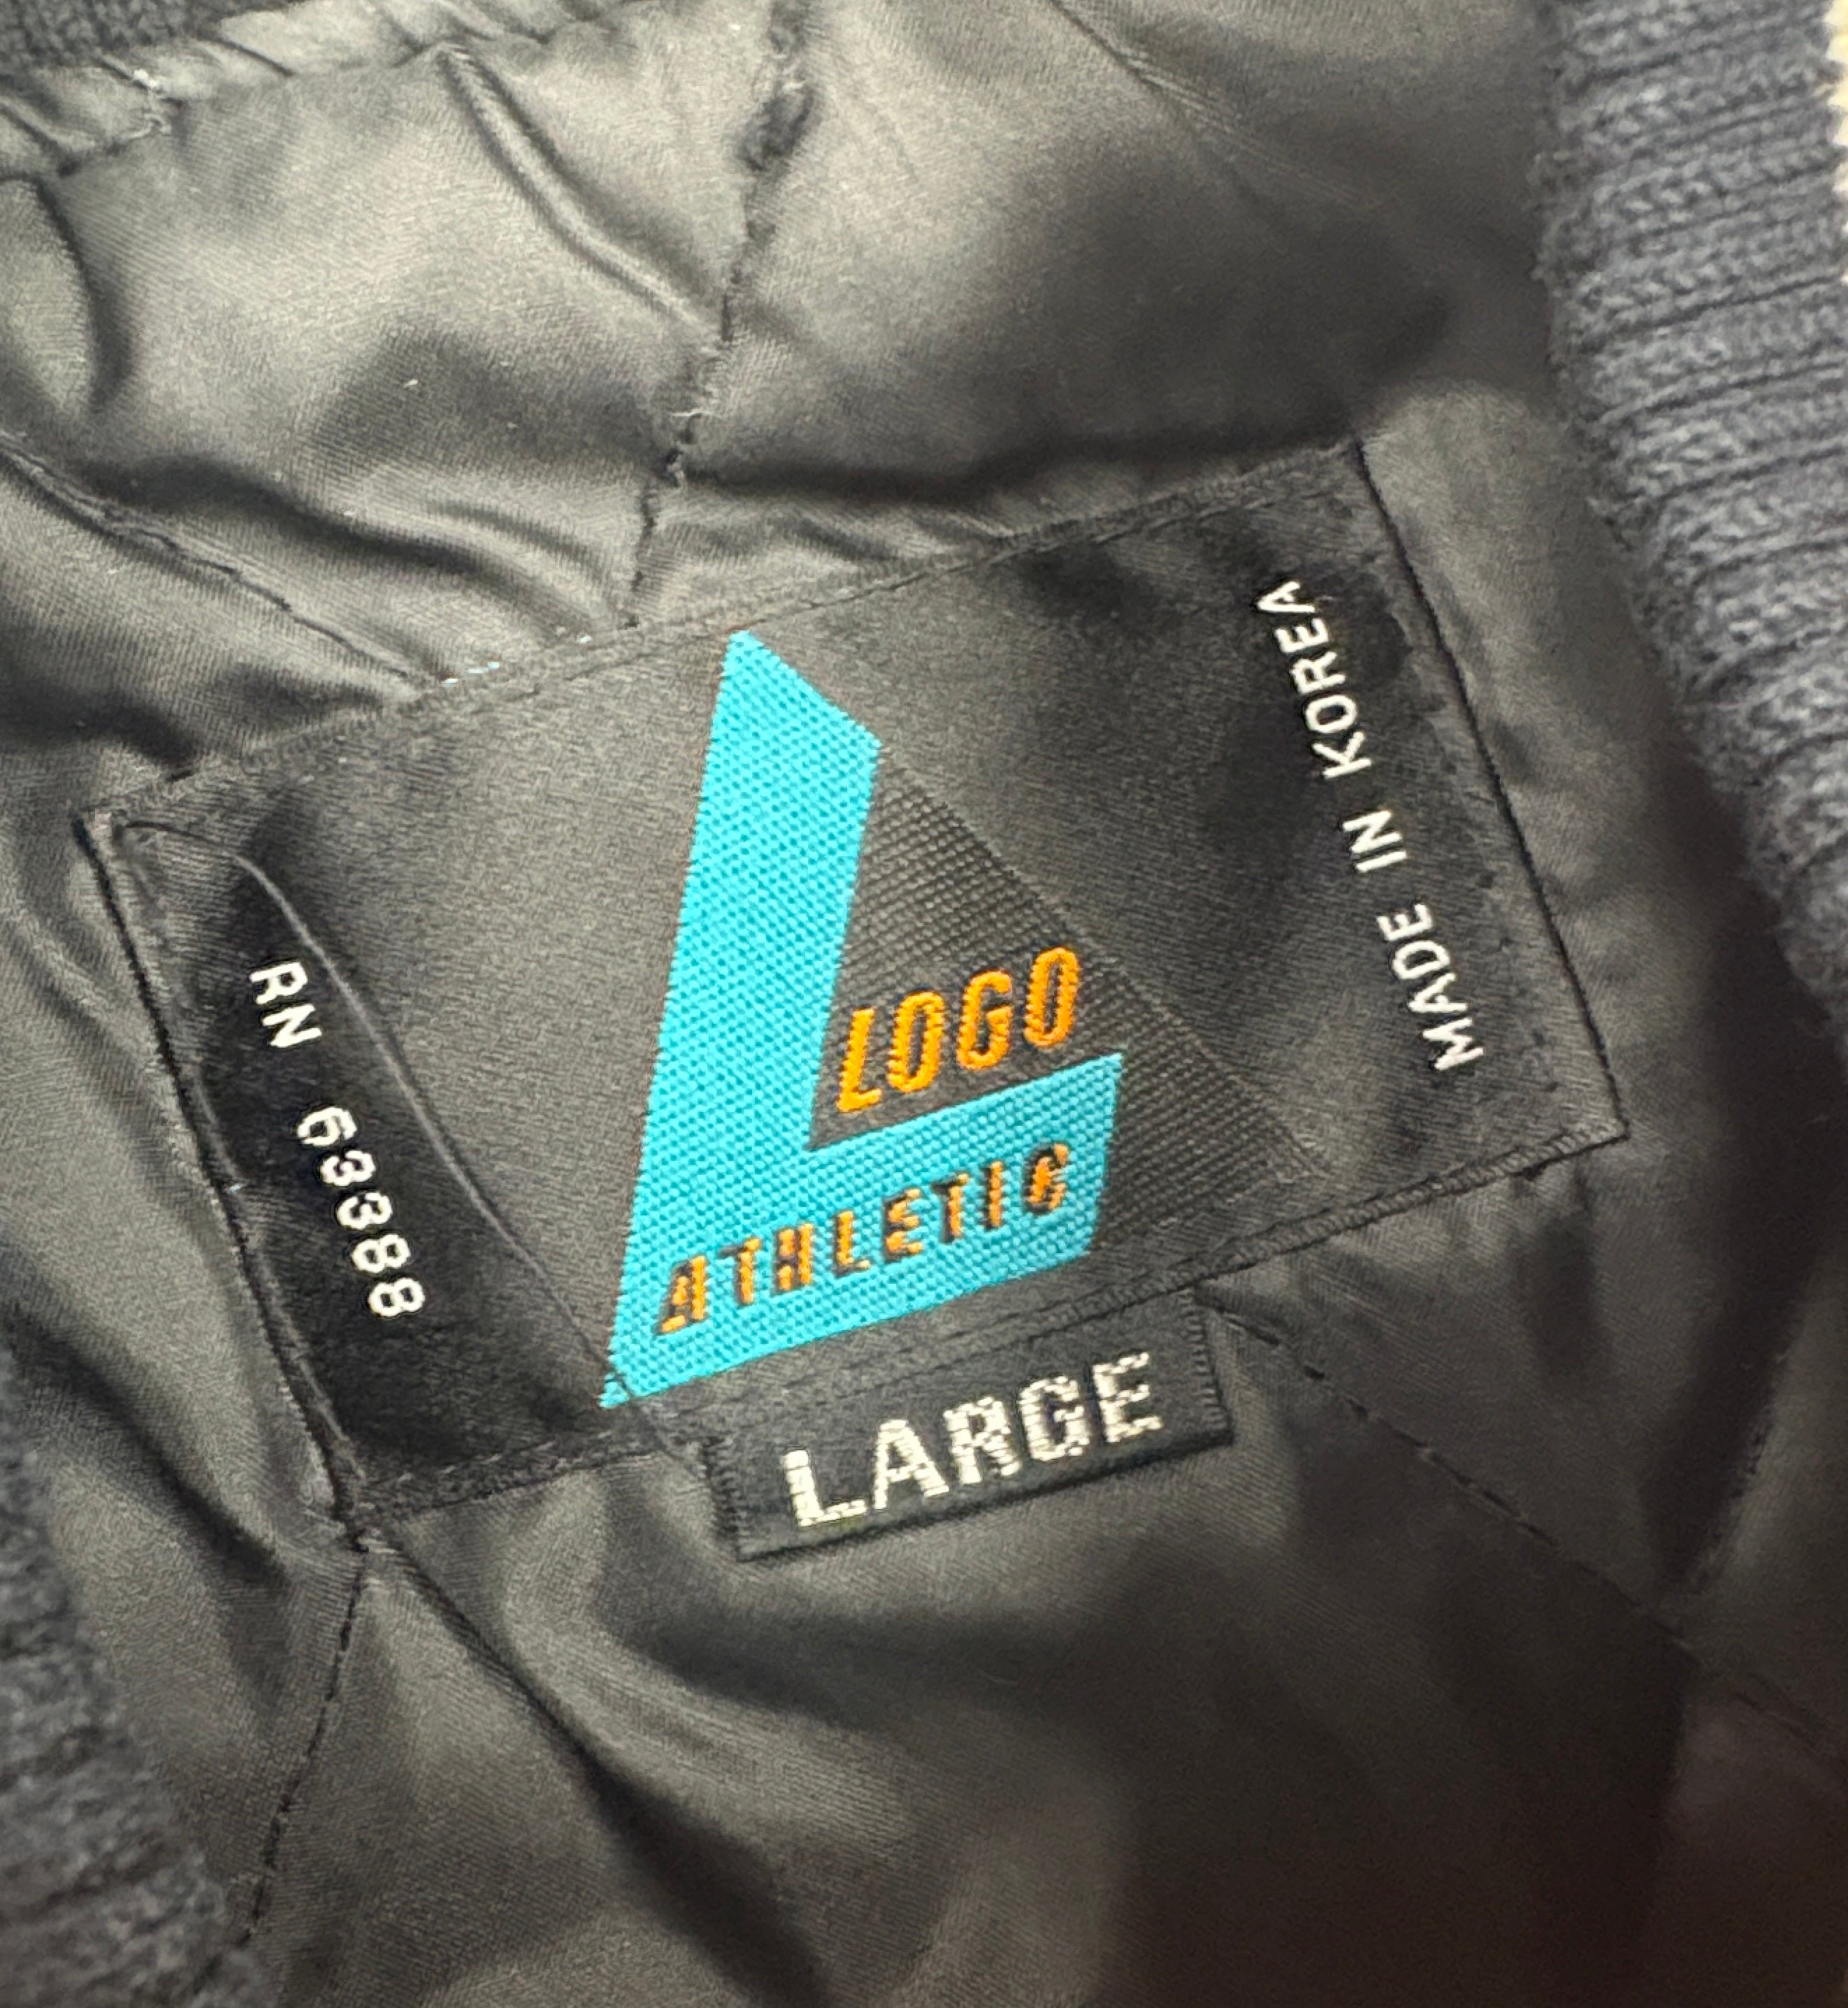 RN 63388
LOGO
ATHLETIC
MADE IN KOREA
LARGE